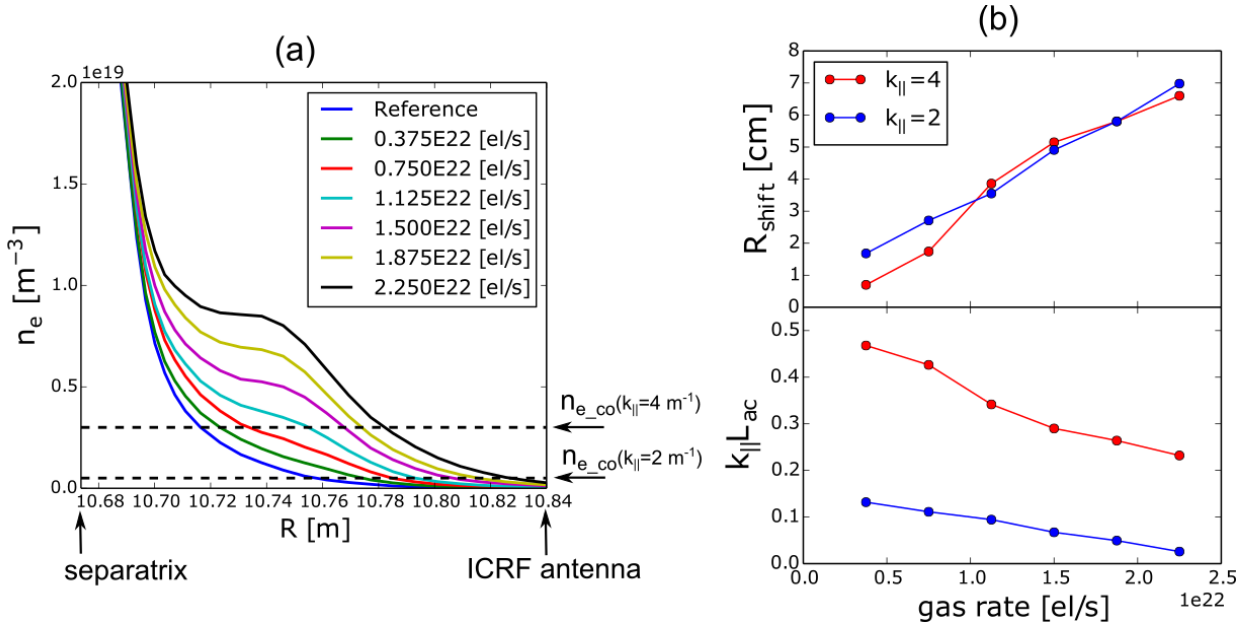 (a)
1e19
2.0
1.5
1.0
0.5
0.0
n_e [m^−3]
Reference
0.375E22 [el/s]
0.750E22 [el/s]
1.125E22 [el/s]
1.500E22 [el/s]
1.875E22 [el/s]
2.250E22 [el/s]
n_e_co(k_||=4 m^-1)
n_e_co(k_||=2 m^-1)
10.68 10.70 10.72 10.74 10.76 10.78 10.80 10.82 10.84
R [m]
separatrix
ICRF antenna
(b)
8
7
6
5
4
3
2
1
0
R_shift [cm]
k_||=4
k_||=2
0.5
0.4
0.3
0.2
0.1
0.0
k_||L_ac
0.0 0.5 1.0 1.5 2.0 2.5
gas rate [el/s]
1e22